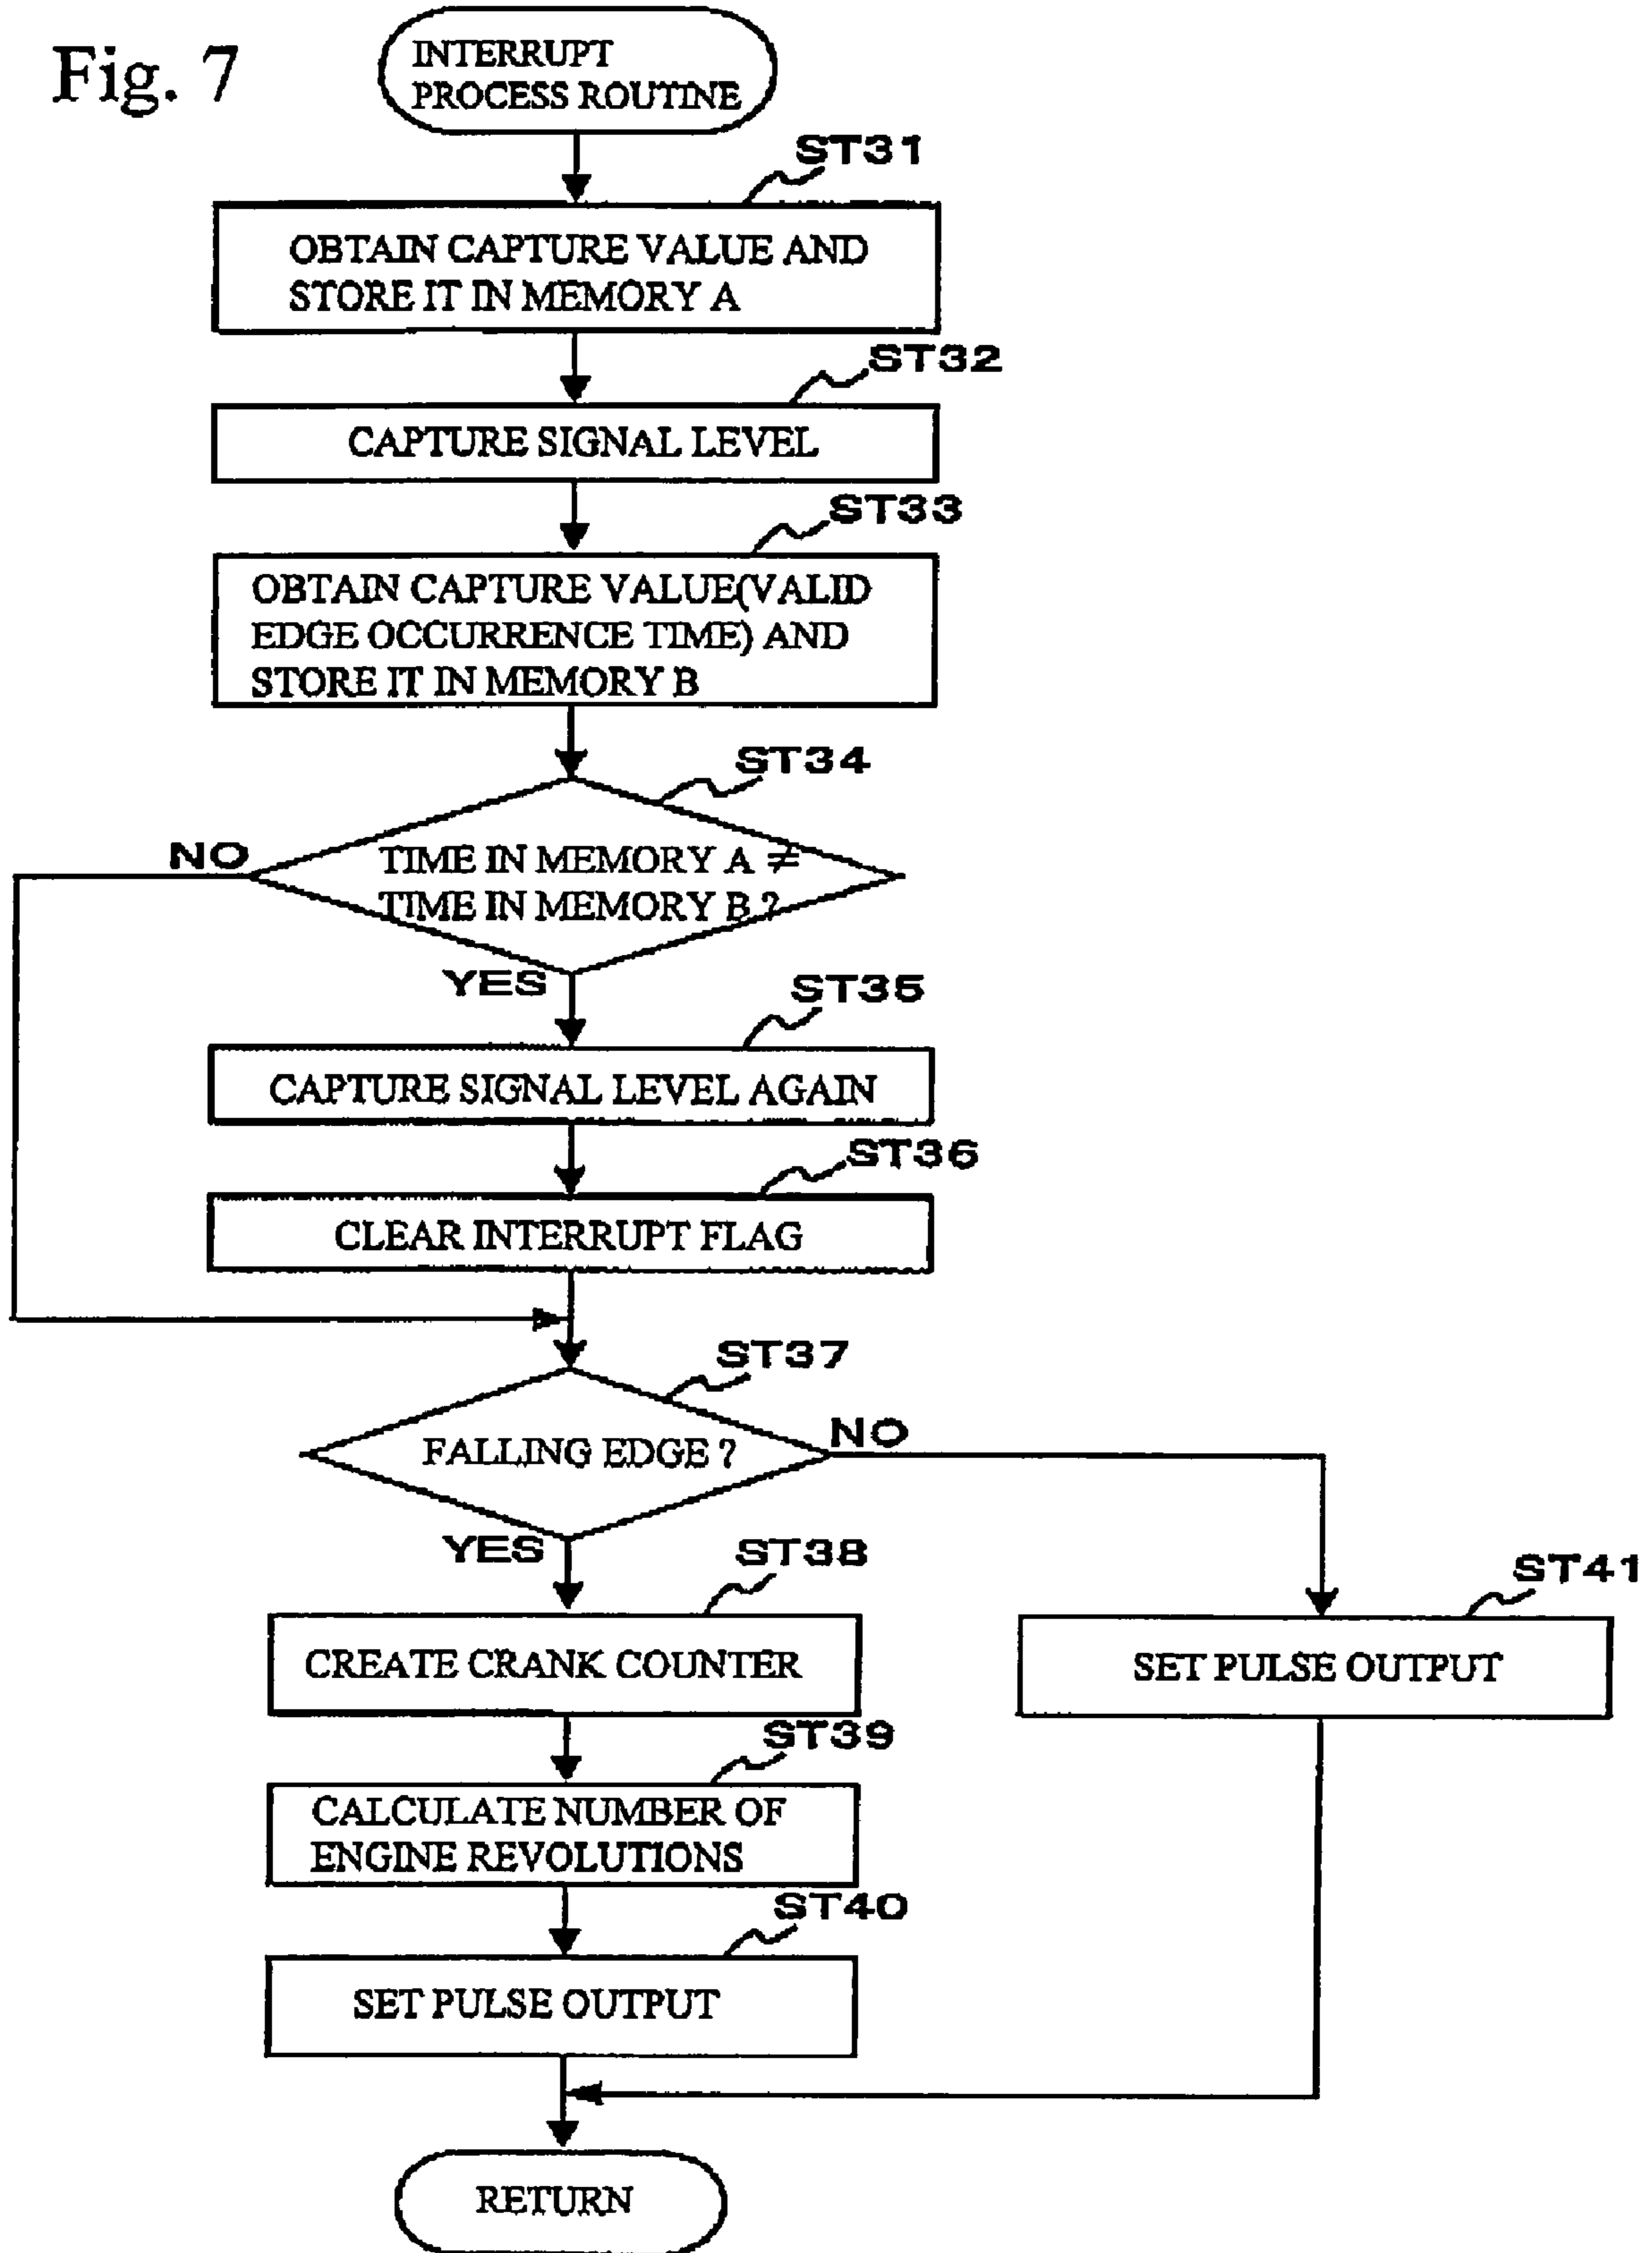 Fig. 7
INTERRUPT
PROCESS ROUTINE
ST31
OBTAIN CAPTURE VALUE AND
STORE IT IN MEMORY A
ST32
CAPTURE SIGNAL LEVEL
ST33
OBTAIN CAPTURE VALUE(VALID
EDGE OCCURRENCE TIME) AND
STORE IT IN MEMORY B
ST34
NO
TIME IN MEMORY A ≠
TIME IN MEMORY B ?
YES
ST35
CAPTURE SIGNAL LEVEL AGAIN
ST36
CLEAR INTERRUPT FLAG
ST37
FALLING EDGE ?
NO
YES
ST38
CREATE CRANK COUNTER
ST41
SET PULSE OUTPUT
ST39
CALCULATE NUMBER OF
ENGINE REVOLUTIONS
ST40
SET PULSE OUTPUT
RETURN